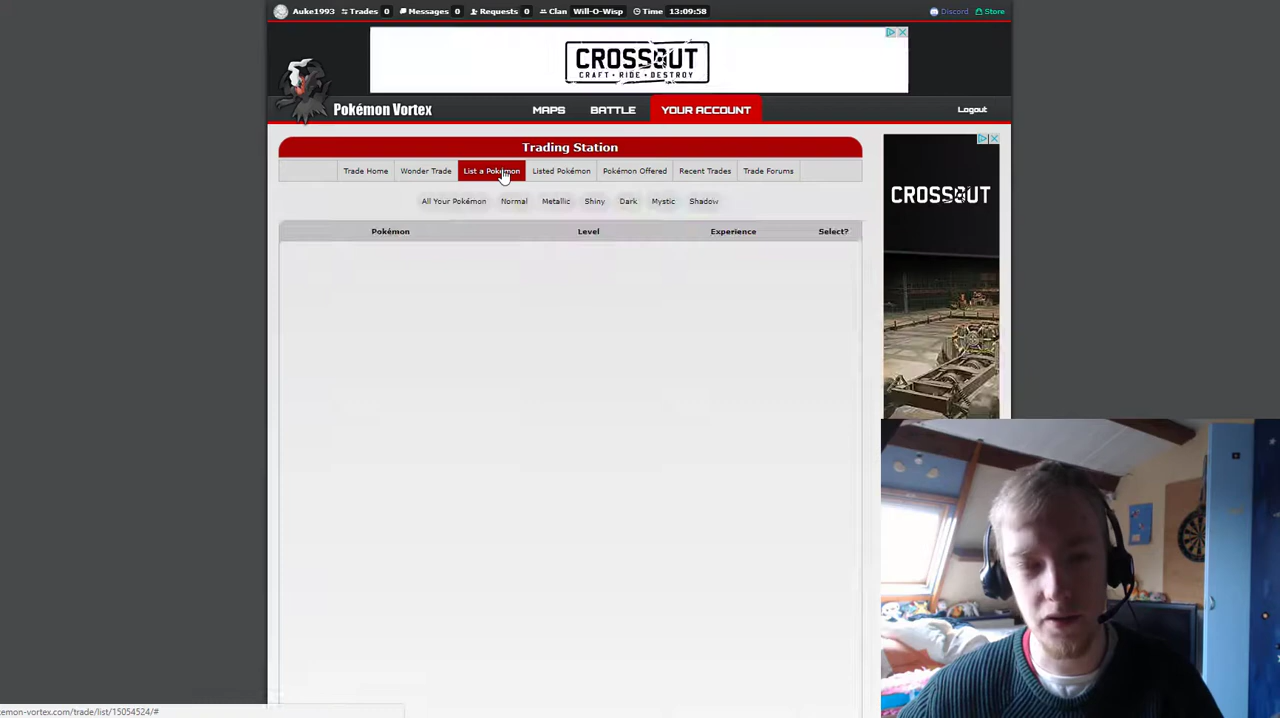 Auke1993 Trades 0 Messages 0 Requests 0 Clan Will-O-Wisp Time 13:09:58 Discord Store
CROSSOUT
CRAFT • RIDE • DESTROY
Pokémon Vortex MAPS BATTLE YOUR ACCOUNT Logout
Trading Station
Trade Home Wonder Trade List a Pokémon Listed Pokémon Pokémon Offered Recent Trades Trade Forums
CROSSOUT
All Your Pokémon Normal Metallic Shiny Dark Mystic Shadow
Pokémon Level Experience Select?
kemon-vortex.com/trade/list/15054524/#